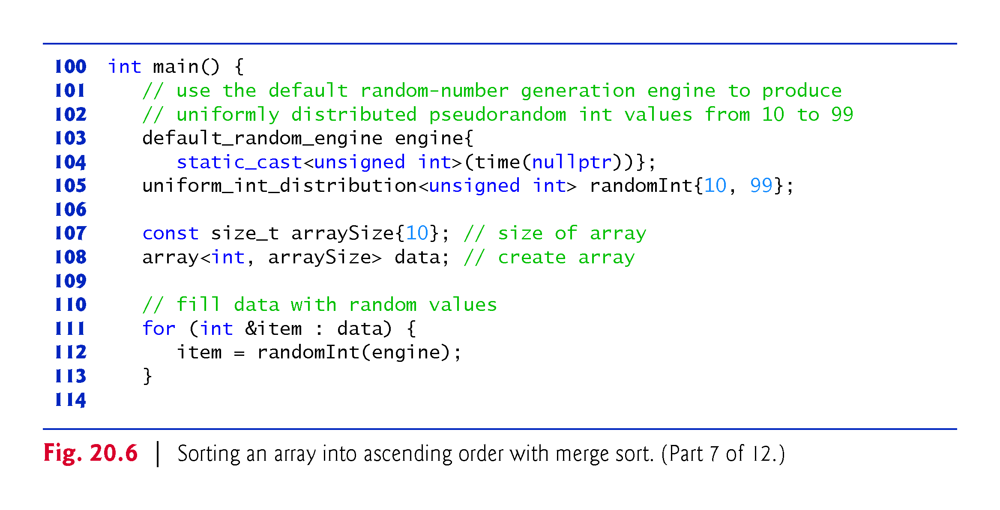 100 int main() {
101    // use the default random-number generation engine to produce
102    // uniformly distributed pseudorandom int values from 10 to 99
103    default_random_engine engine{
104       static_cast<unsigned int>(time(nullptr))};
105    uniform_int_distribution<unsigned int> randomInt{10, 99};
106
107    const size_t arraySize{10}; // size of array
108    array<int, arraySize> data; // create array
109
110    // fill data with random values
111    for (int &item : data) {
112       item = randomInt(engine);
113    }
114
Fig. 20.6 | Sorting an array into ascending order with merge sort. (Part 7 of 12.)